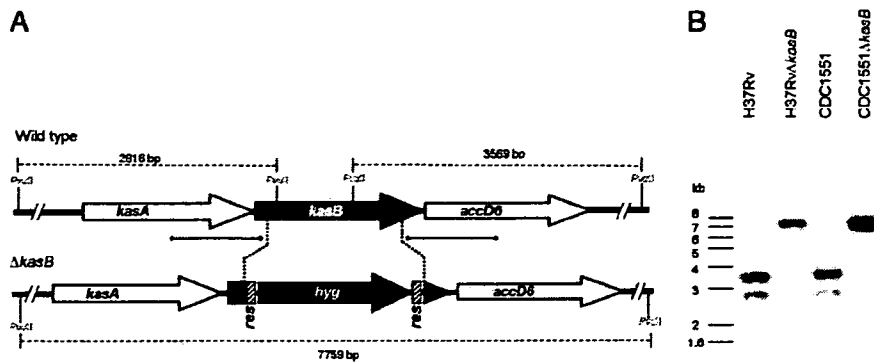 A
Wild type
2916 bp
3569 bp
kasA
kasB
accD6
ΔkasB
kasA
res
hyg
res
accD6
7759 bp
B
H37Rv
H37RvΔkasB
CDC1551
CDC1551ΔkasB
kb
8
7
6
5
4
3
2
1.6